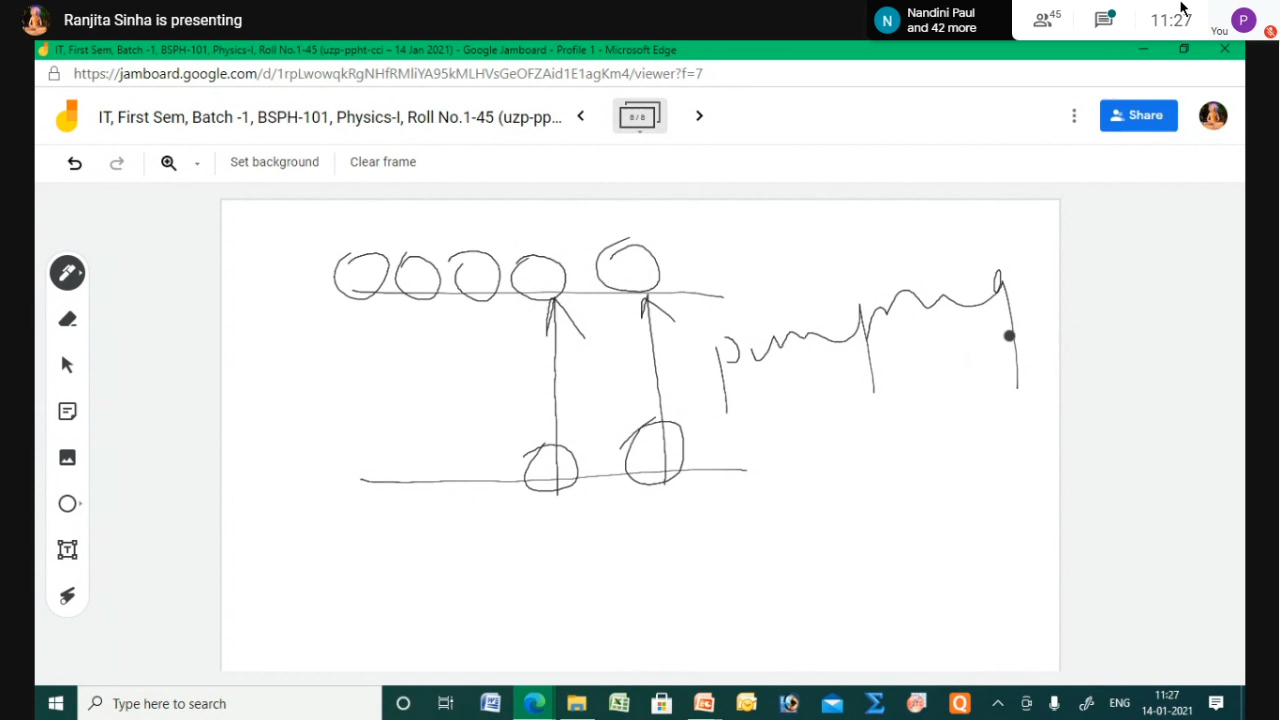 Ranjita Sinha is presenting
N
Nandini Paul
and 42 more
45
11:27
You
P
IT, First Sem, Batch -1, BSPH-101, Physics-I, Roll No.1-45 (uzp-ppht-cci – 14 Jan 2021) - Google Jamboard - Profile 1 - Microsoft Edge
https://jamboard.google.com/d/1rpLwowqkRgNHfRMliYA95kMLHVsGeOFZAid1E1agKm4/viewer?f=7
IT, First Sem, Batch -1, BSPH-101, Physics-I, Roll No.1-45 (uzp-pp...
8/8
Share
Set background
Clear frame
pumping
Type here to search
ENG
11:27
14-01-2021